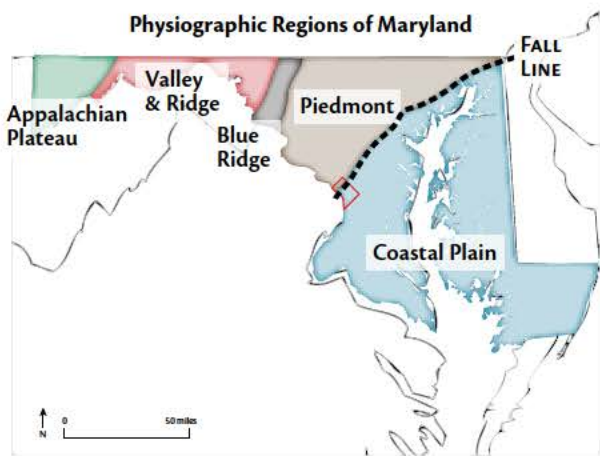 Physiographic Regions of Maryland
FALL
LINE
Valley
& Ridge
Piedmont
Appalachian
Plateau
Blue
Ridge
Coastal Plain
0
50 miles
N